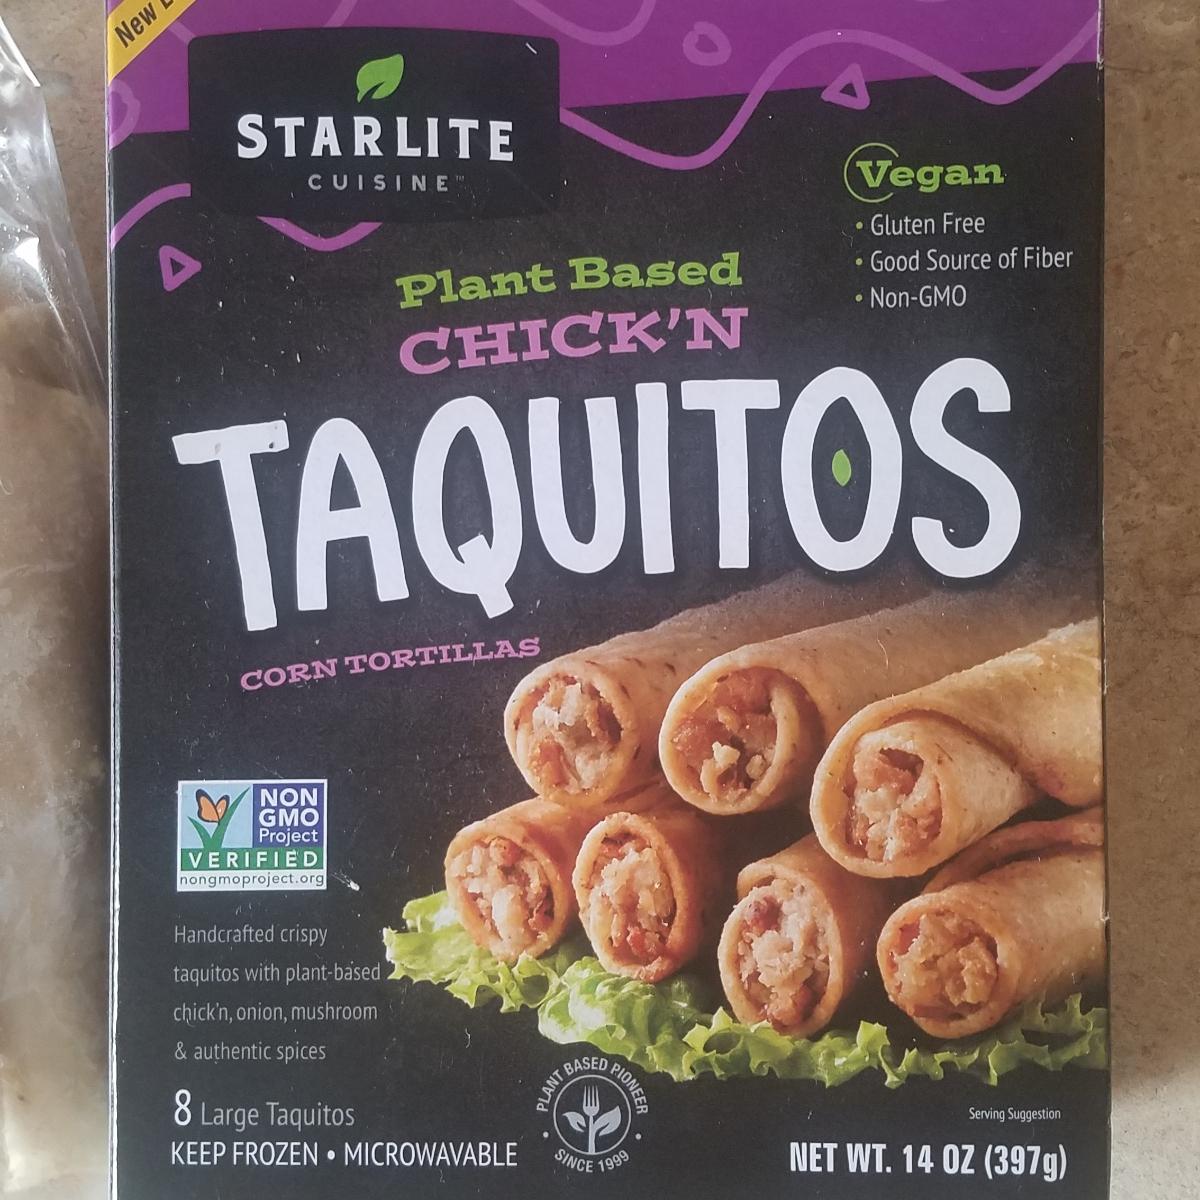 New
STARLITE
CUISINE™
Vegan
• Gluten Free
• Good Source of Fiber
• Non-GMO
Plant Based
CHICK'N
TAQUITOS
CORN TORTILLAS
NON
GMO
Project
VERIFIED
nongmoproject.org
Handcrafted crispy
taquitos with plant-based
chick'n, onion, mushroom
& authentic spices
8 Large Taquitos
KEEP FROZEN • MICROWAVABLE
PLANT BASED PIONEER
• SINCE 1999 •
Serving Suggestion
NET WT. 14 OZ (397g)